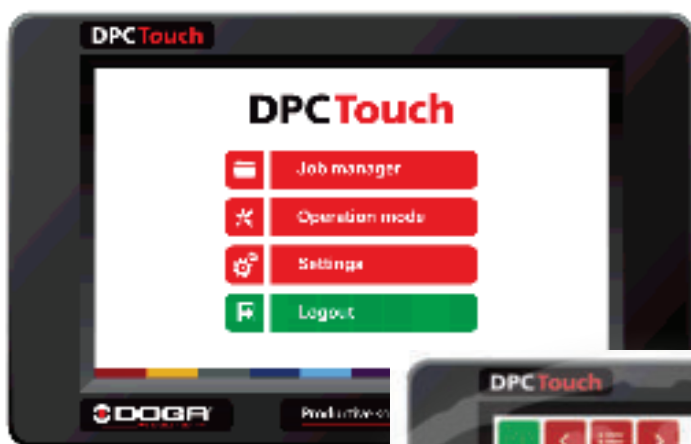 DPCTouch
DPCTouch
Job manager
Operation mode
Settings
Logout
DOGA
DPCTouch